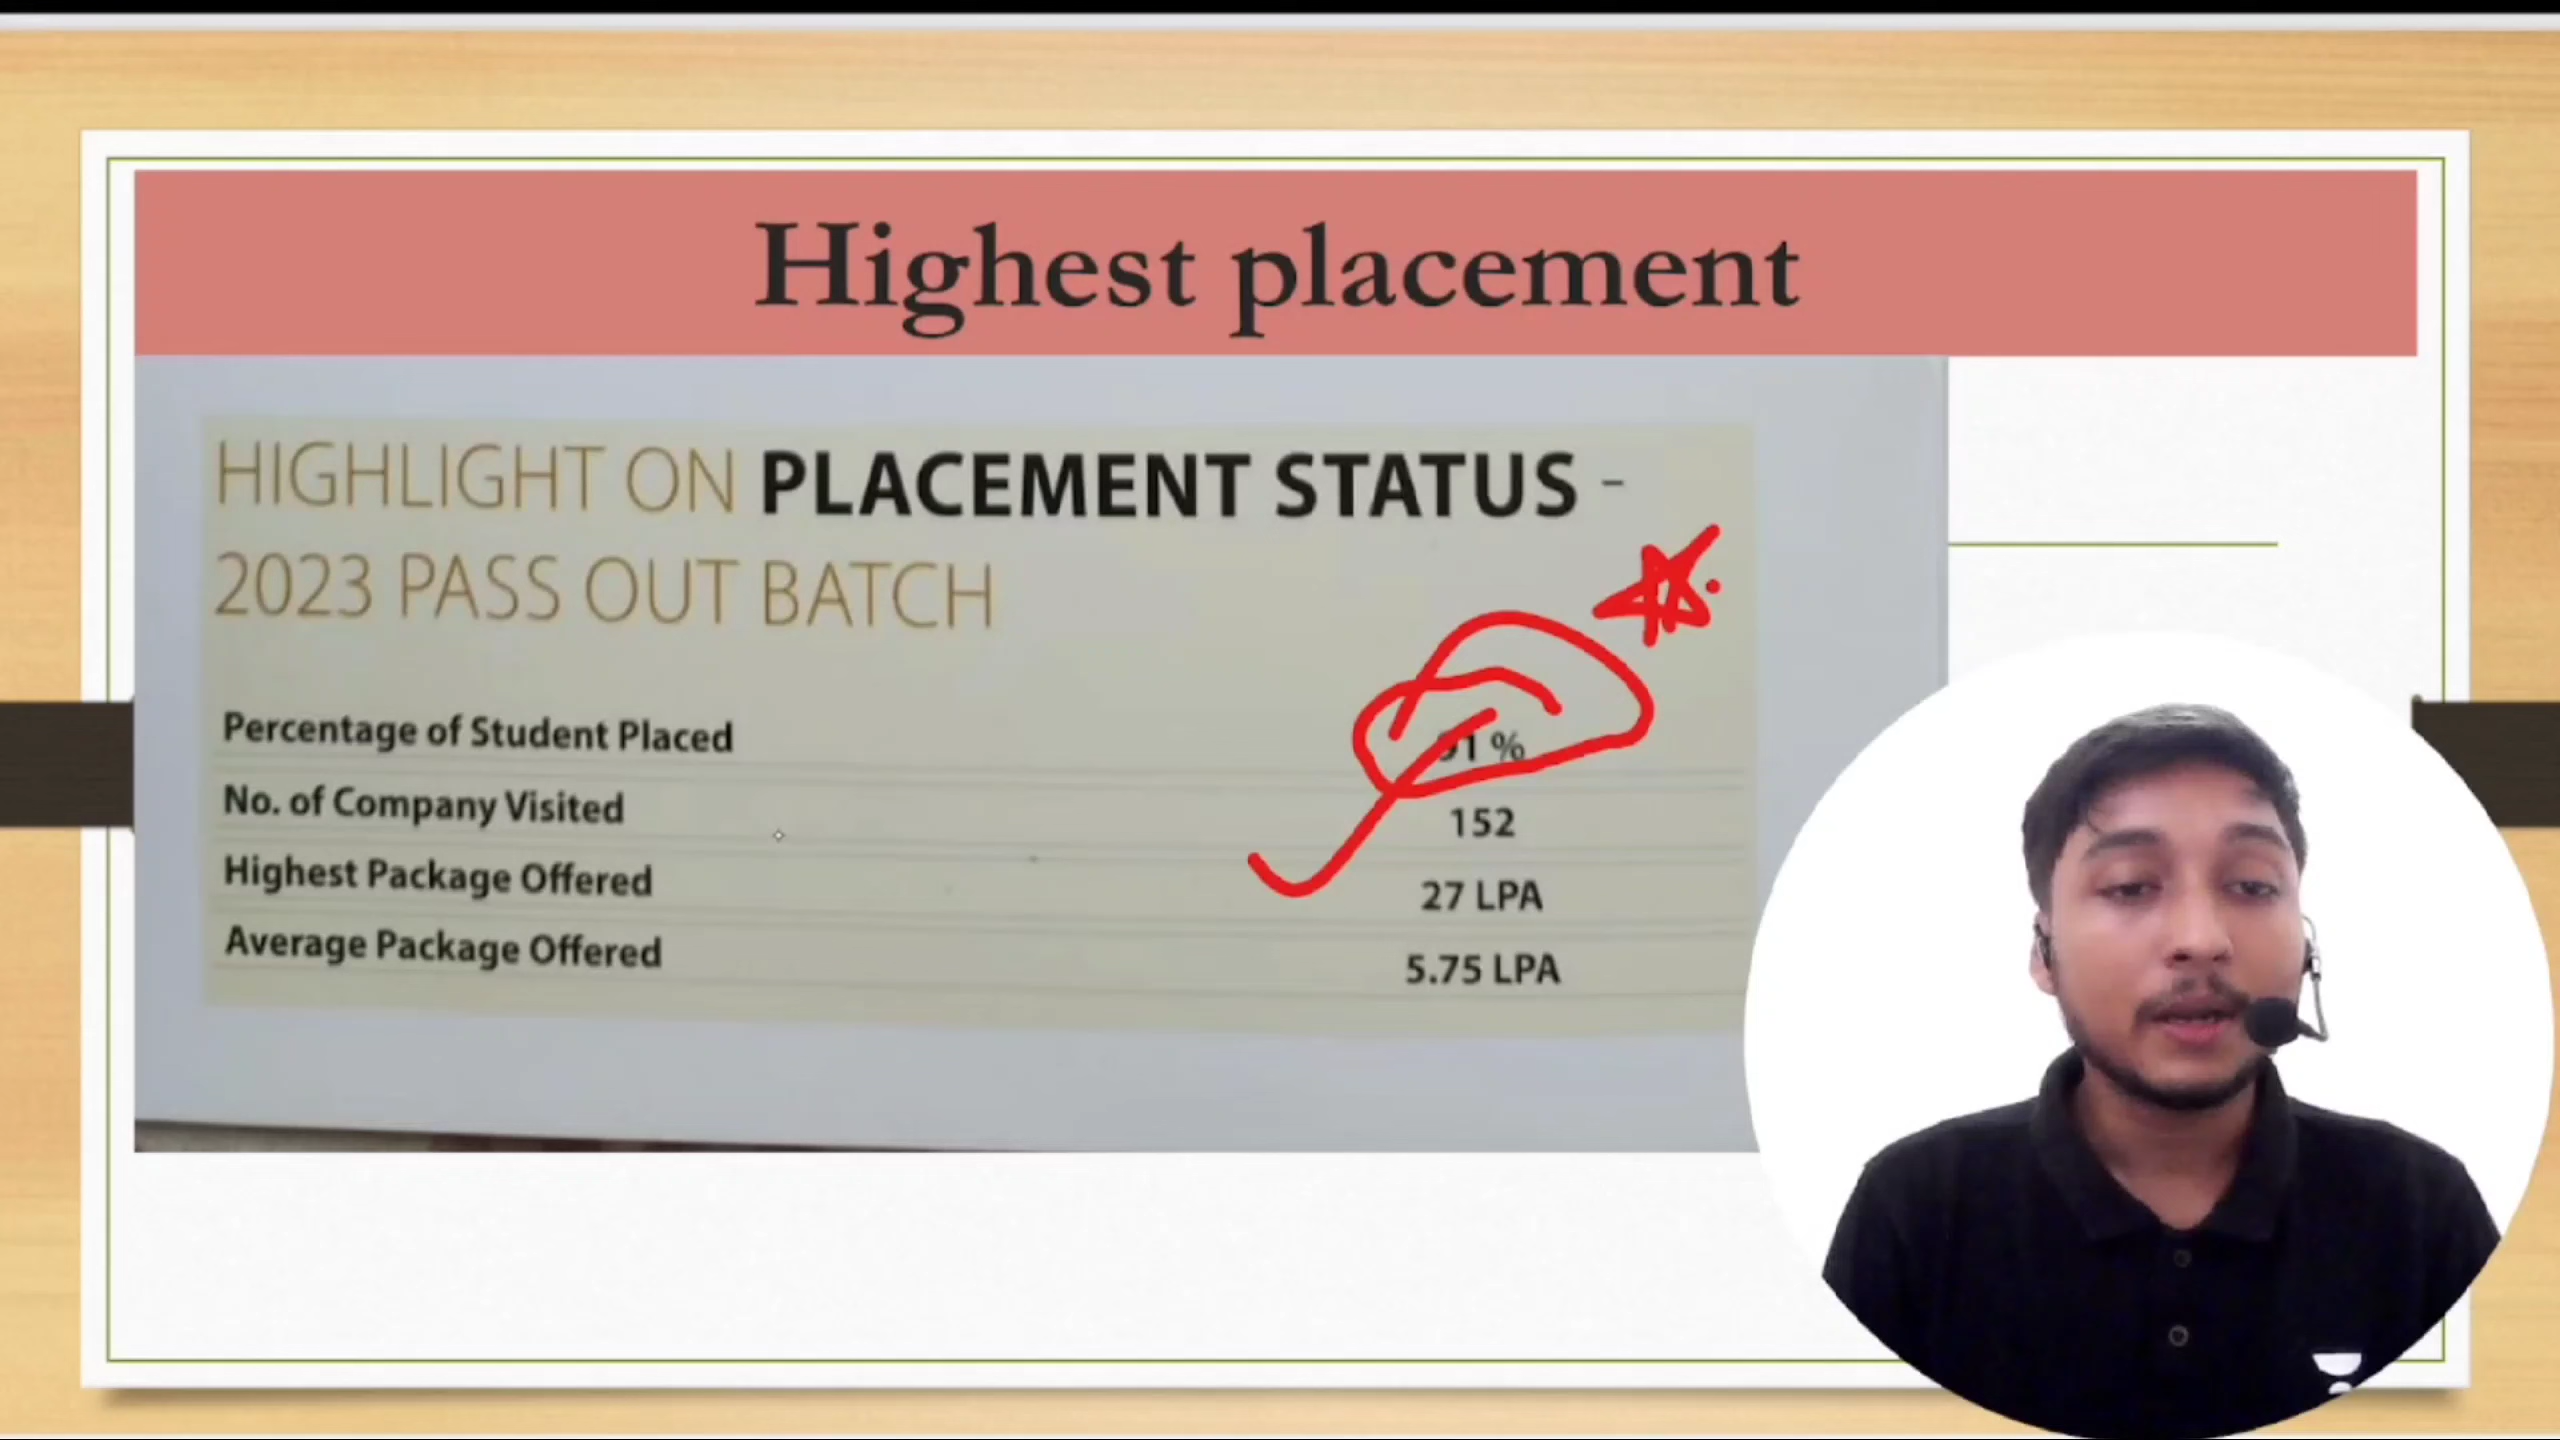 Highest placement
HIGHLIGHT ON PLACEMENT STATUS -
2023 PASS OUT BATCH
Percentage of Student Placed 91 %
No. of Company Visited 152
Highest Package Offered 27 LPA
Average Package Offered 5.75 LPA